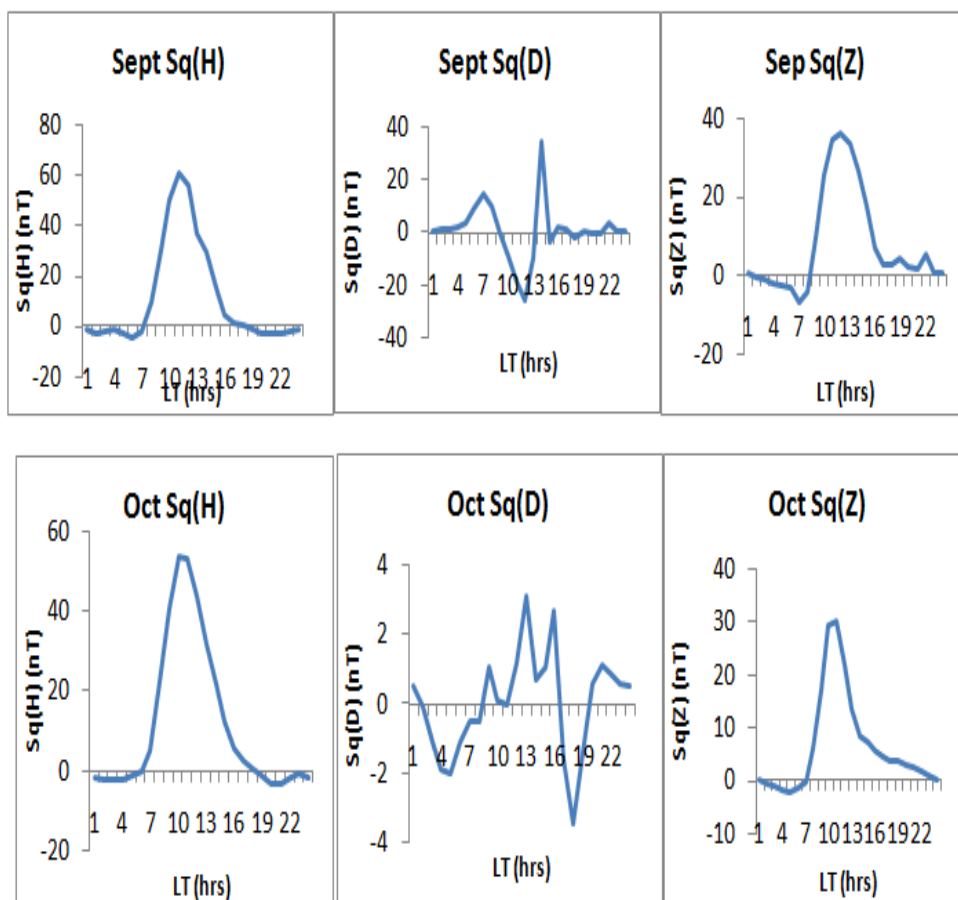 Sept Sq(H)
Sq(H) (nT)
80
60
40
20
0
-20
1 4 7 10 13 16 19 22
LT (hrs)
Sept Sq(D)
Sq(D) (nT)
40
20
0
-20
-40
1 4 7 10 13 16 19 22
LT (hrs)
Sep Sq(Z)
Sq(Z) (nT)
40
20
0
-20
1 4 7 10 13 16 19 22
LT (hrs)
Oct Sq(H)
Sq(H) (nT)
60
40
20
0
-20
1 4 7 10 13 16 19 22
LT (hrs)
Oct Sq(D)
Sq(D) (nT)
4
2
0
-2
-4
1 4 7 10 13 16 19 22
LT (hrs)
Oct Sq(Z)
Sq(Z) (nT)
40
30
20
10
0
-10
1 4 7 10 13 16 19 22
LT (hrs)